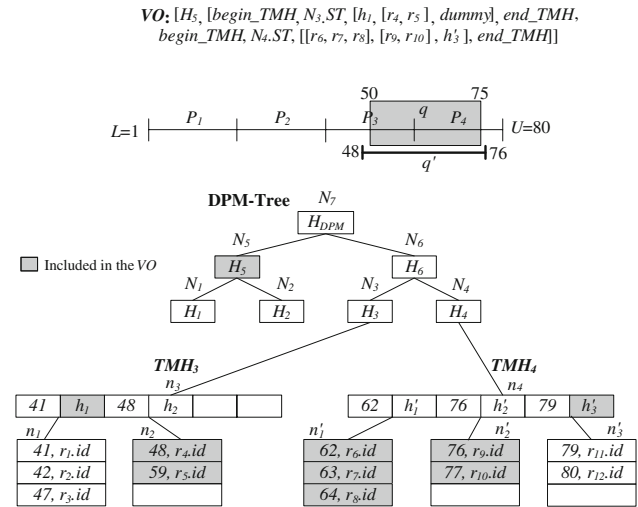 VO: [H5, [begin_TMH, N3.ST, [h1, [r4, r5], dummy], end_TMH,
begin_TMH, N4.ST, [[r6, r7, r8], [r9, r10], h'3], end_TMH]]
50 75
P1 P2 P3 q P4
L=1 U=80
48 76
q'
DPM-Tree N7
HDPM
N5 N6
Included in the VO
H5 H6
N1 N2 N3 N4
H1 H2 H3 H4
TMH3 TMH4
n3 n4
41 h1 48 h2 62 h'1 76 h'2 79 h'3
n1 n2 n'1 n'2 n'3
41, r1.id 48, r4.id 62, r6.id 76, r9.id 79, r11.id
42, r2.id 59, r5.id 63, r7.id 77, r10.id 80, r12.id
47, r3.id 64, r8.id